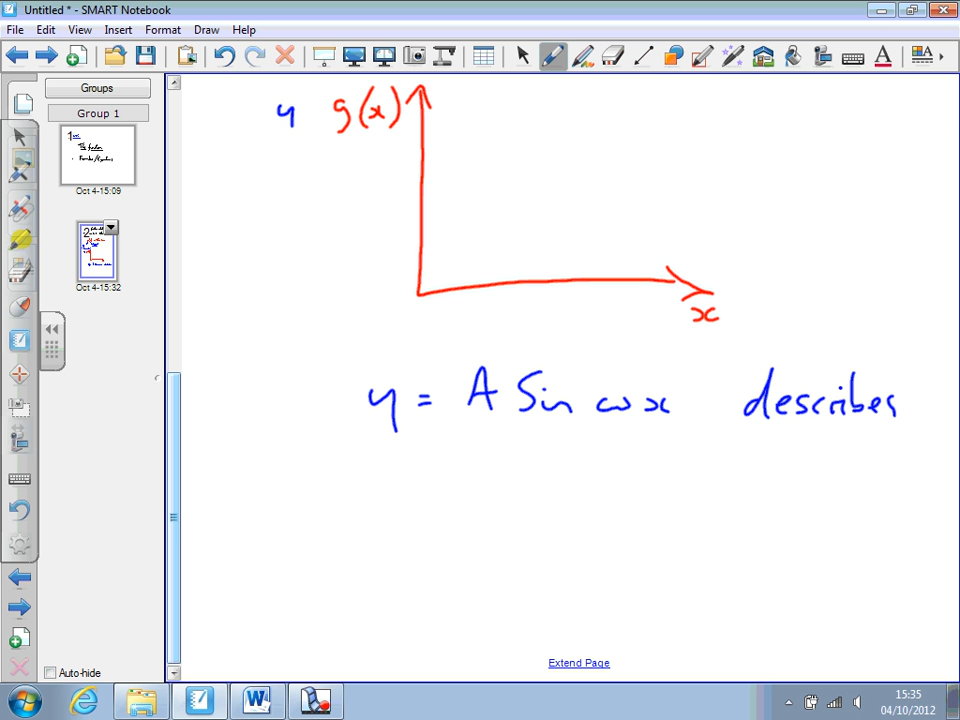 Untitled * - SMART Notebook
File Edit View Insert Format Draw Help
Groups
Group 1
Oct 4-15:09
Oct 4-15:32
Auto-hide
y g(x)
x
y = A Sin ωx describes
Extend Page
15:35
04/10/2012